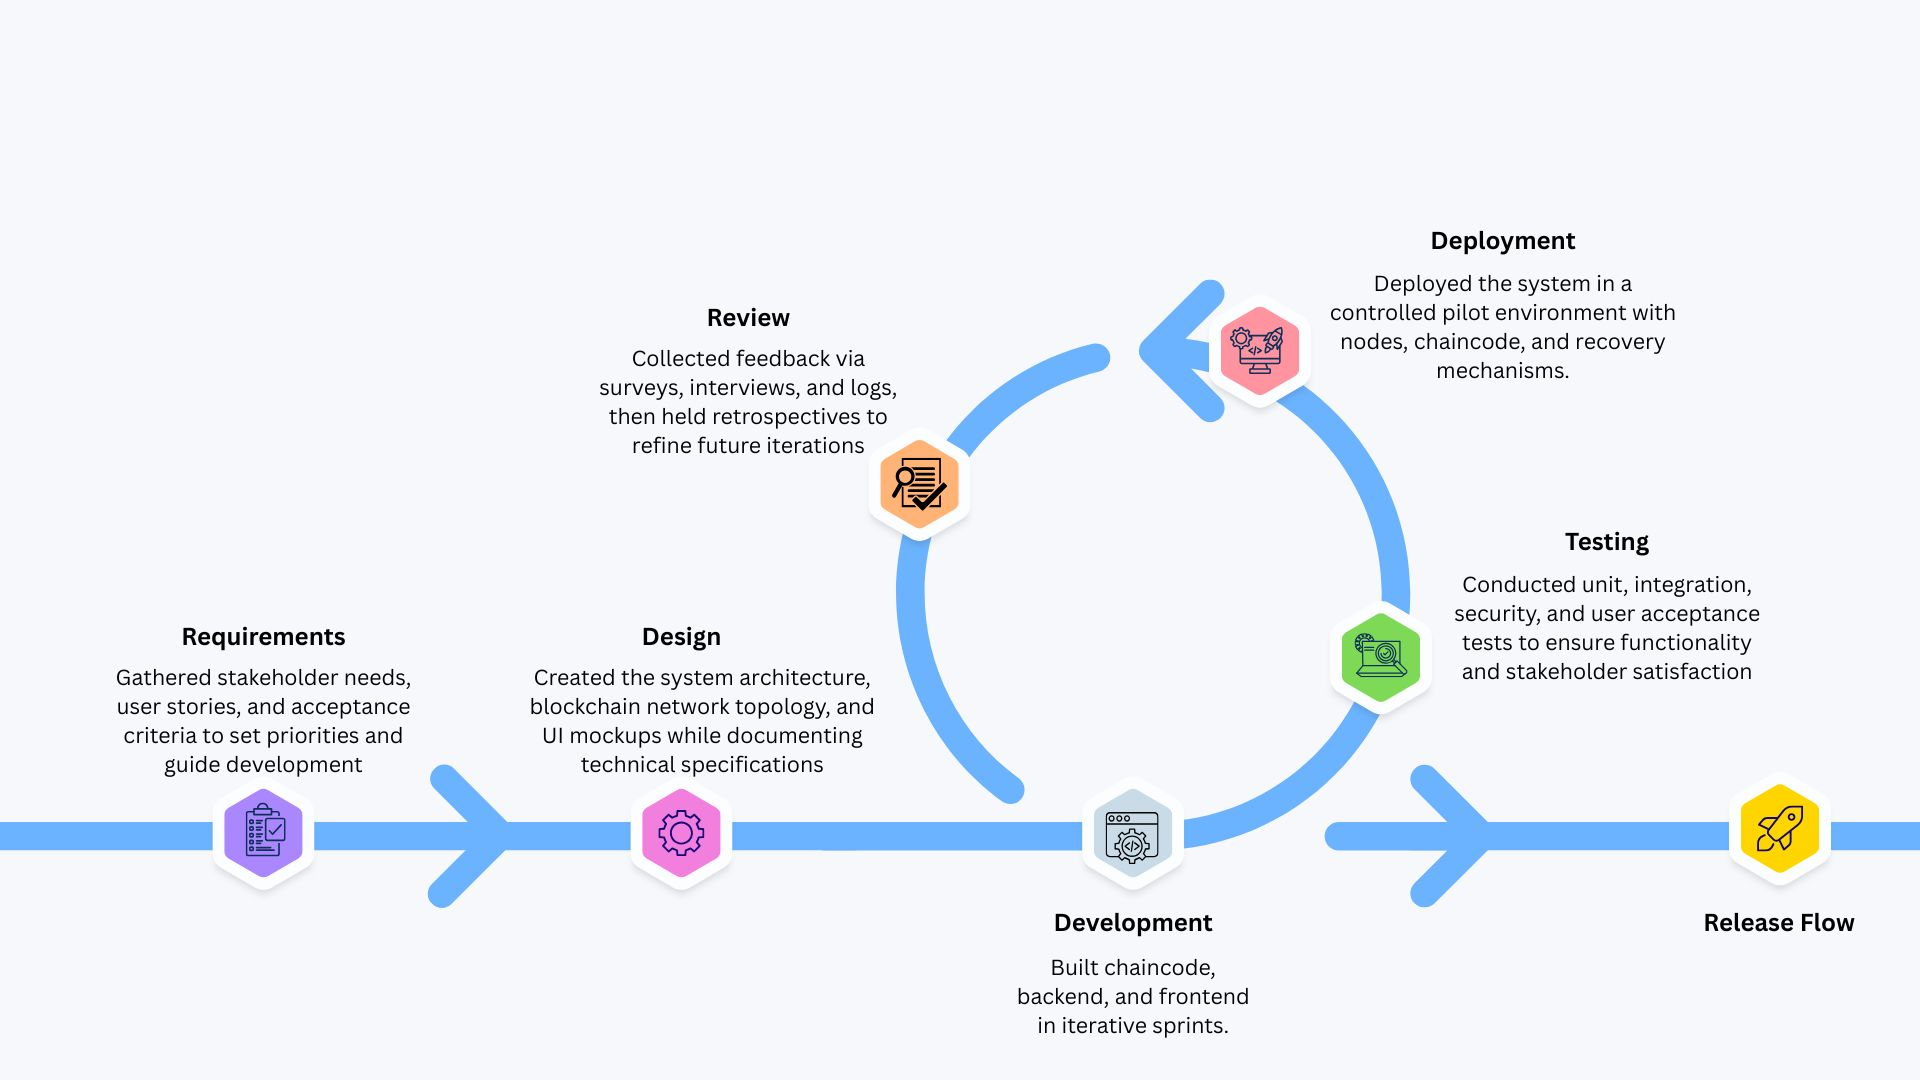 Deployment
Deployed the system in a
controlled pilot environment with
nodes, chaincode, and recovery
mechanisms.
Review
Collected feedback via
surveys, interviews, and logs,
then held retrospectives to
refine future iterations
Testing
Conducted unit, integration,
security, and user acceptance
tests to ensure functionality
and stakeholder satisfaction
Requirements
Gathered stakeholder needs,
user stories, and acceptance
criteria to set priorities and
guide development
Design
Created the system architecture,
blockchain network topology, and
UI mockups while documenting
technical specifications
Development
Built chaincode,
backend, and frontend
in iterative sprints.
Release Flow